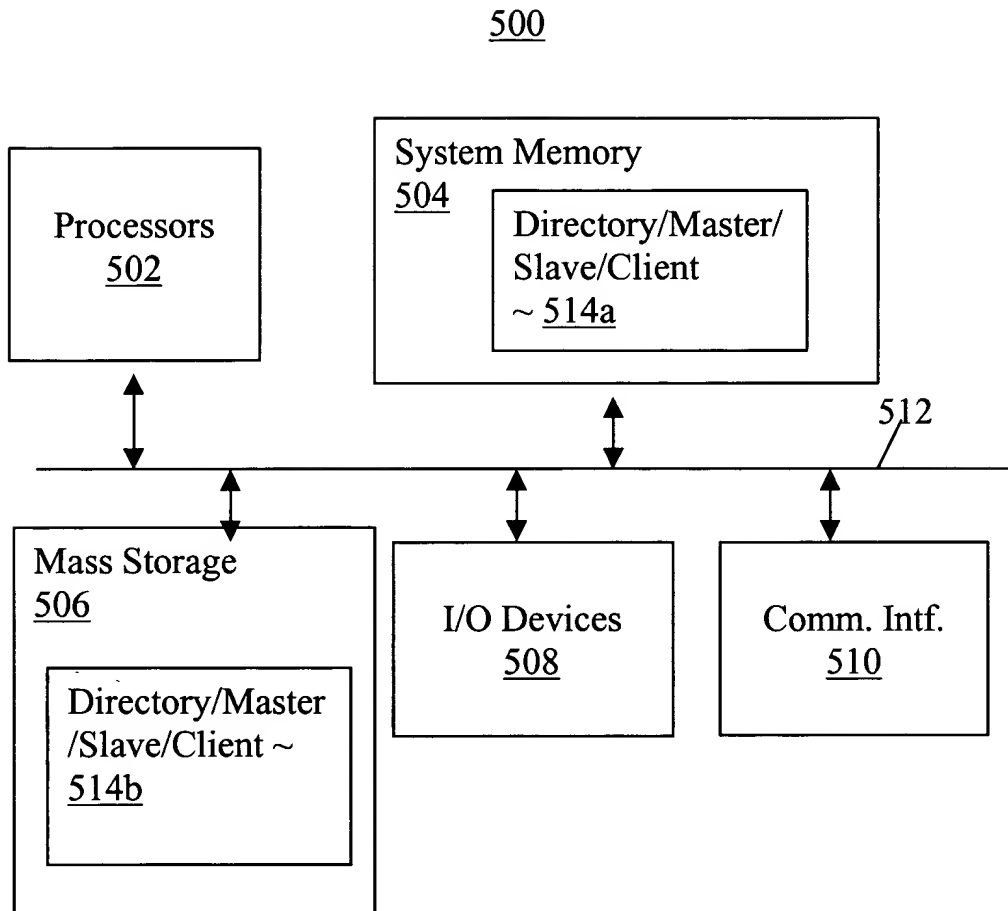 500
Processors
502
System Memory
504
Directory/Master/
Slave/Client
~ 514a
512
Mass Storage
506
Directory/Master
/Slave/Client ~
514b
I/O Devices
508
Comm. Intf.
510